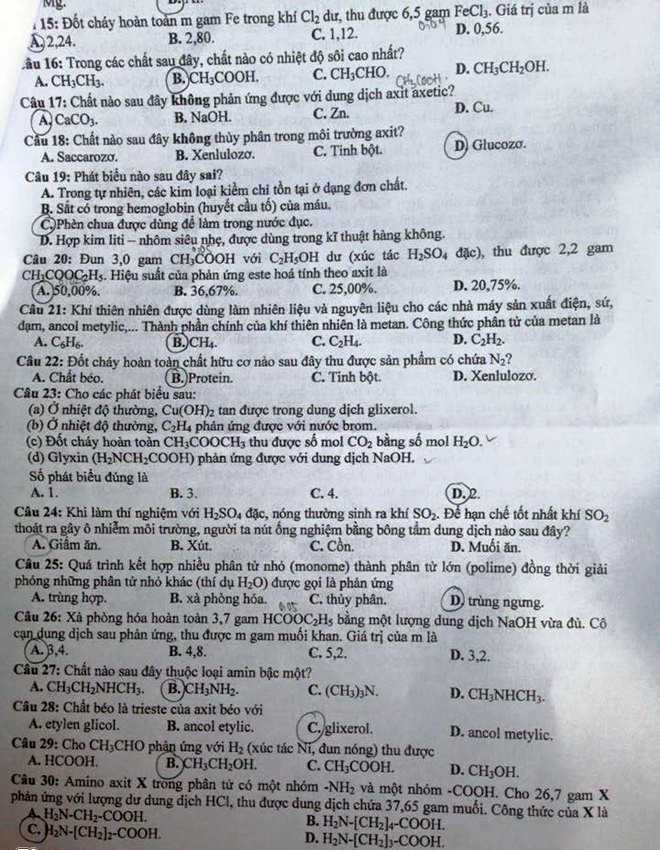 15: Đốt cháy hoàn toàn m gam Fe trong khí Cl₂ dư, thu được 6,5 gam FeCl₃. Giá trị của m là
A. 2,24. B. 2,80. C. 1,12. D. 0,56.
Câu 16: Trong các chất sau đây, chất nào có nhiệt độ sôi cao nhất?
A. CH₃CH₃. B. CH₃COOH. C. CH₃CHO. D. CH₃CH₂OH.
CH₃COOH
Câu 17: Chất nào sau đây không phản ứng được với dung dịch axit axetic?
A. CaCO₃. B. NaOH. C. Zn. D. Cu.
Câu 18: Chất nào sau đây không thủy phân trong môi trường axit?
A. Saccarozơ. B. Xenlulozơ. C. Tinh bột. D. Glucozơ.
Câu 19: Phát biểu nào sau đây sai?
A. Trong tự nhiên, các kim loại kiềm chỉ tồn tại ở dạng đơn chất.
B. Sắt có trong hemoglobin (huyết cầu tố) của máu.
C. Phèn chua được dùng để làm trong nước đục.
D. Hợp kim liti – nhôm siêu nhẹ, được dùng trong kĩ thuật hàng không.
Câu 20: Đun 3,0 gam CH₃COOH với C₂H₅OH dư (xúc tác H₂SO₄ đặc), thu được 2,2 gam
CH₃COOC₂H₅. Hiệu suất của phản ứng este hoá tính theo axit là
A. 50,00%. B. 36,67%. C. 25,00%. D. 20,75%.
Câu 21: Khí thiên nhiên được dùng làm nhiên liệu và nguyên liệu cho các nhà máy sản xuất điện, sứ,
đạm, ancol metylic,... Thành phần chính của khí thiên nhiên là metan. Công thức phân tử của metan là
A. C₆H₆. B. CH₄. C. C₂H₄. D. C₂H₂.
Câu 22: Đốt cháy hoàn toàn chất hữu cơ nào sau đây thu được sản phẩm có chứa N₂?
A. Chất béo. B. Protein. C. Tinh bột. D. Xenlulozơ.
Câu 23: Cho các phát biểu sau:
(a) Ở nhiệt độ thường, Cu(OH)₂ tan được trong dung dịch glixerol.
(b) Ở nhiệt độ thường, C₂H₄ phản ứng được với nước brom.
(c) Đốt cháy hoàn toàn CH₃COOCH₃ thu được số mol CO₂ bằng số mol H₂O.
(d) Glyxin (H₂NCH₂COOH) phản ứng được với dung dịch NaOH.
Số phát biểu đúng là
A. 1. B. 3. C. 4. D. 2.
Câu 24: Khi làm thí nghiệm với H₂SO₄ đặc, nóng thường sinh ra khí SO₂. Để hạn chế tốt nhất khí SO₂
thoát ra gây ô nhiễm môi trường, người ta nút ống nghiệm bằng bông tẩm dung dịch nào sau đây?
A. Giấm ăn. B. Xút. C. Cồn. D. Muối ăn.
Câu 25: Quá trình kết hợp nhiều phân tử nhỏ (monome) thành phân tử lớn (polime) đồng thời giải
phóng những phân tử nhỏ khác (thí dụ H₂O) được gọi là phản ứng
A. trùng hợp. B. xà phòng hóa. C. thủy phân. D. trùng ngưng.
0,05
Câu 26: Xà phòng hóa hoàn toàn 3,7 gam HCOOC₂H₅ bằng một lượng dung dịch NaOH vừa đủ. Cô
cạn dung dịch sau phản ứng, thu được m gam muối khan. Giá trị của m là
A. 3,4. B. 4,8. C. 5,2. D. 3,2.
Câu 27: Chất nào sau đây thuộc loại amin bậc một?
A. CH₃CH₂NHCH₃. B. CH₃NH₂. C. (CH₃)₃N. D. CH₃NHCH₃.
Câu 28: Chất béo là trieste của axit béo với
A. etylen glicol. B. ancol etylic. C. glixerol. D. ancol metylic.
Câu 29: Cho CH₃CHO phản ứng với H₂ (xúc tác Ni, đun nóng) thu được
A. HCOOH. B. CH₃CH₂OH. C. CH₃COOH. D. CH₃OH.
Câu 30: Amino axit X trong phân tử có một nhóm -NH₂ và một nhóm -COOH. Cho 26,7 gam X
phản ứng với lượng dư dung dịch HCl, thu được dung dịch chứa 37,65 gam muối. Công thức của X là
A. H₂N-CH₂-COOH. B. H₂N-[CH₂]₄-COOH.
C. H₂N-[CH₂]₂-COOH. D. H₂N-[CH₂]₃-COOH.